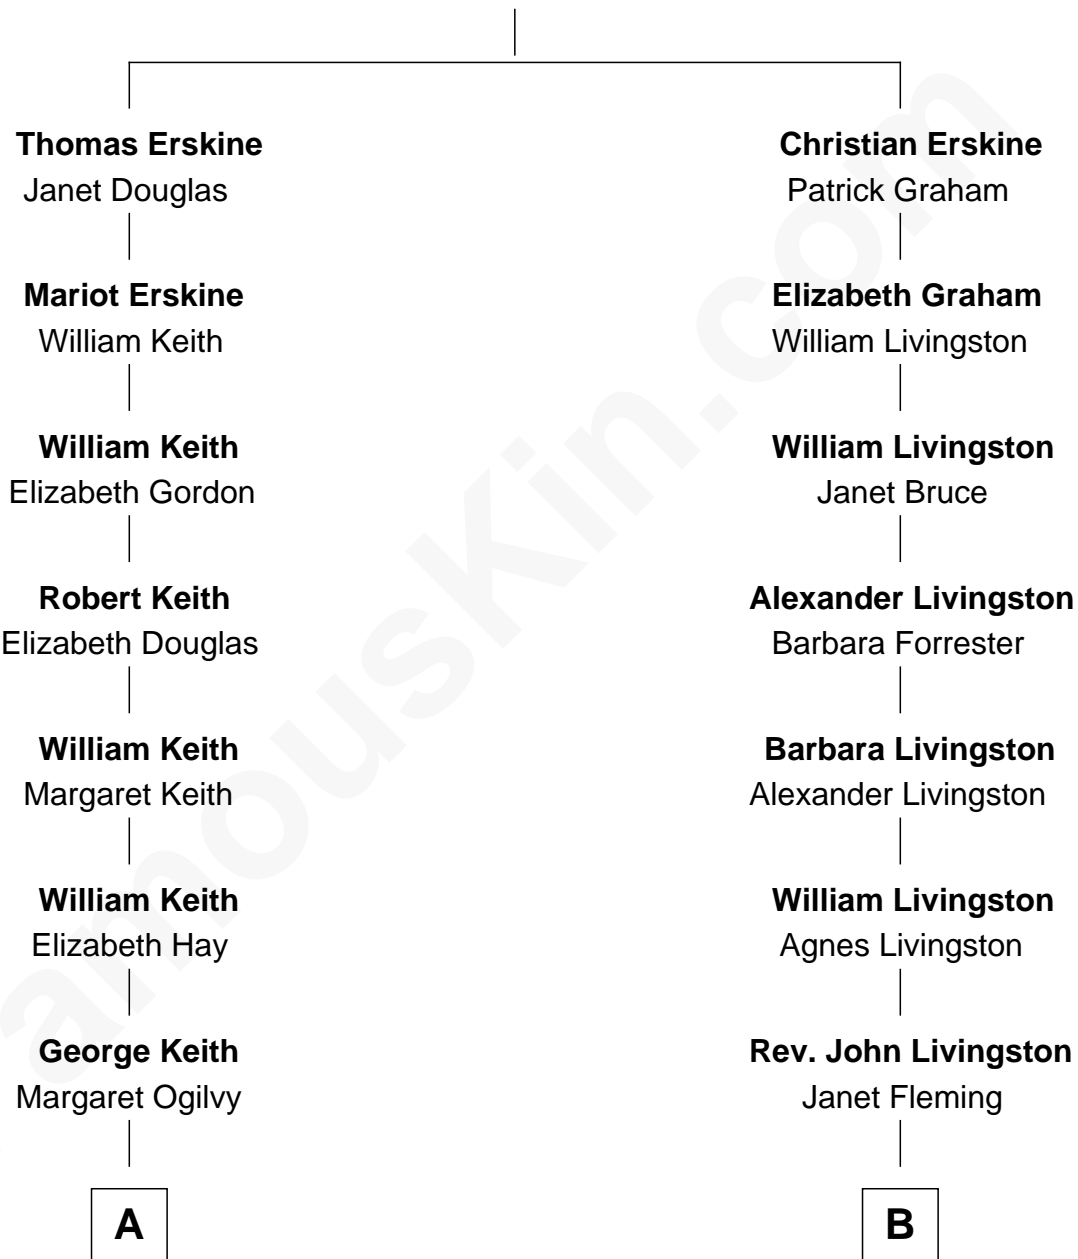 Thomas Erskine
Janet Douglas
Mariot Erskine
William Keith
William Keith
Elizabeth Gordon
Robert Keith
Elizabeth Douglas
William Keith
Margaret Keith
William Keith
Elizabeth Hay
George Keith
Margaret Ogilvy
A
Christian Erskine
Patrick Graham
Elizabeth Graham
William Livingston
William Livingston
Janet Bruce
Alexander Livingston
Barbara Forrester
Barbara Livingston
Alexander Livingston
William Livingston
Agnes Livingston
Rev. John Livingston
Janet Fleming
B
amouskin.com